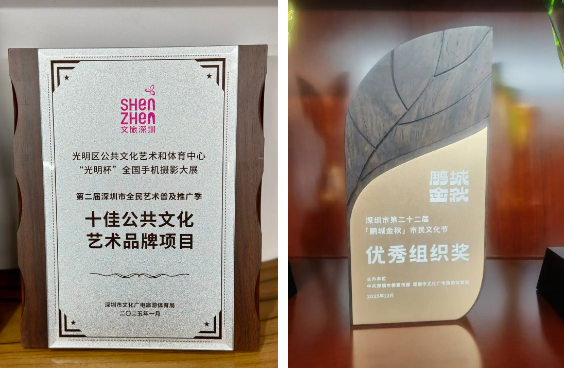 SHEN
ZHEN
文旅深圳
光明区公共文化艺术和体育中心
“光明杯”全国手机摄影大展
第二届深圳市全民艺术普及推广季
十佳公共文化
艺术品牌项目
深圳市文化广电旅游体育局
二〇二五年一月
鹏城
金秋
深圳市第二十二届
「鹏城金秋」市民文化节
优秀组织奖